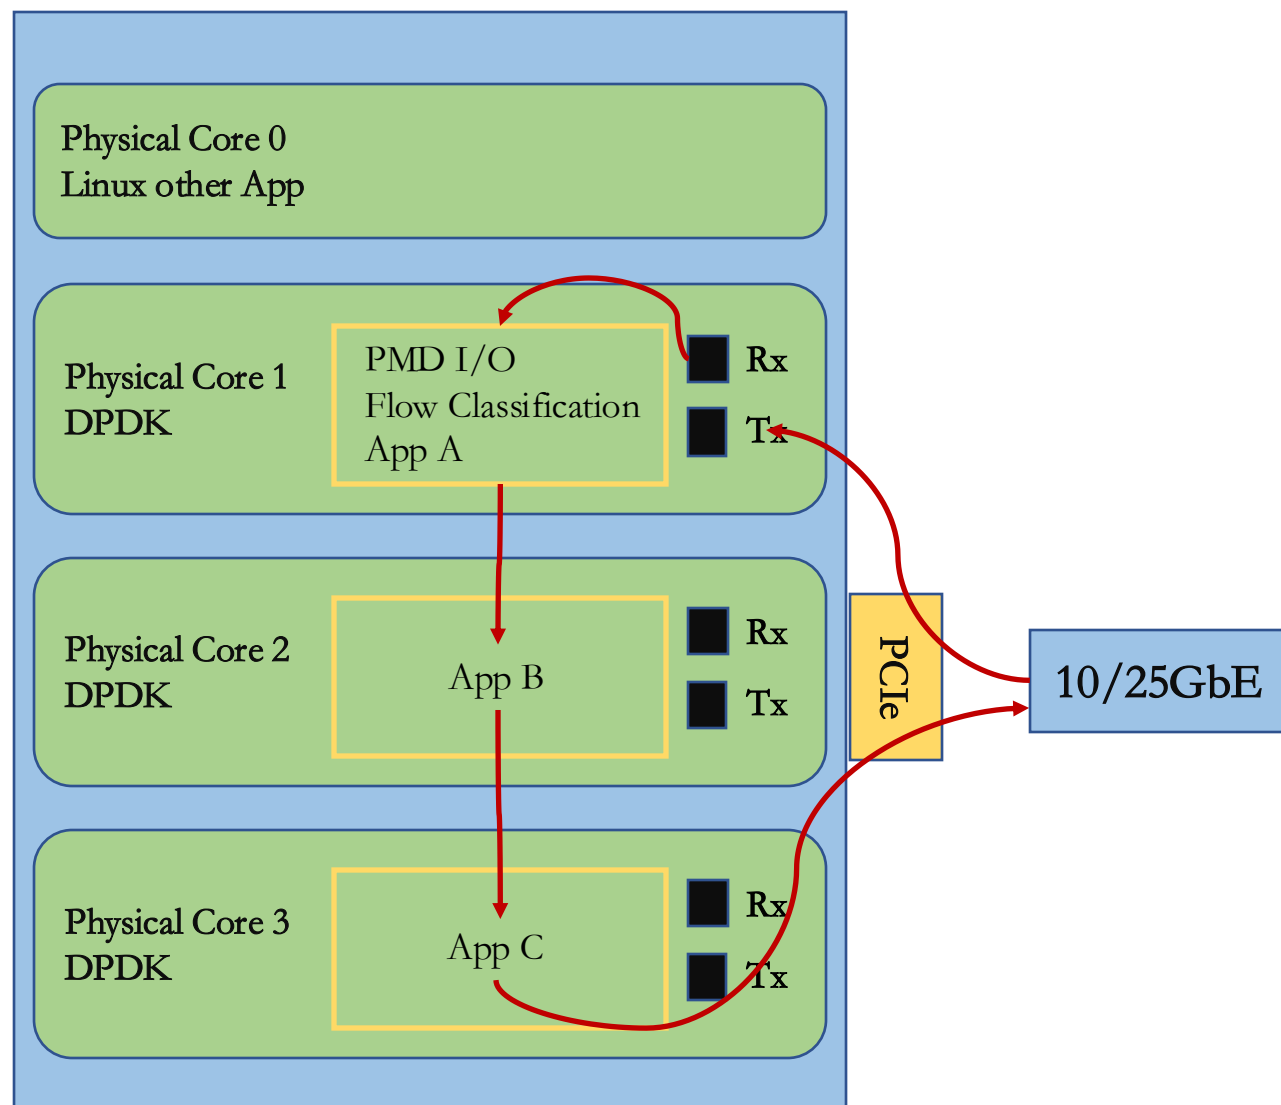 Physical Core 0
Linux other App
Physical Core 1
DPDK
PMD I/O
Flow Classification
App A
Rx
Tx
Physical Core 2
DPDK
App B
Rx
Tx
PCIe
10/25GbE
Physical Core 3
DPDK
App C
Rx
Tx